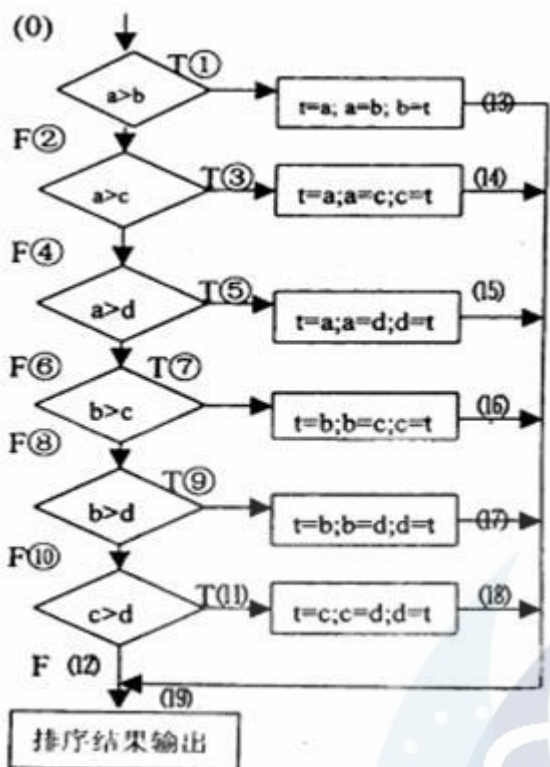 (0)
T①
a>b
t=a; a=b; b=t
(13)
F②
a>c
T③
t=a;a=c;c=t
(14)
F④
a>d
T⑤
t=a;a=d;d=t
(15)
F⑥
T⑦
b>c
t=b;b=c;c=t
(16)
F⑧
b>d
T⑨
t=b;b=d;d=t
(17)
F⑩
c>d
T(11)
t=c;c=d;d=t
(18)
F (12)
(19)
排序结果输出